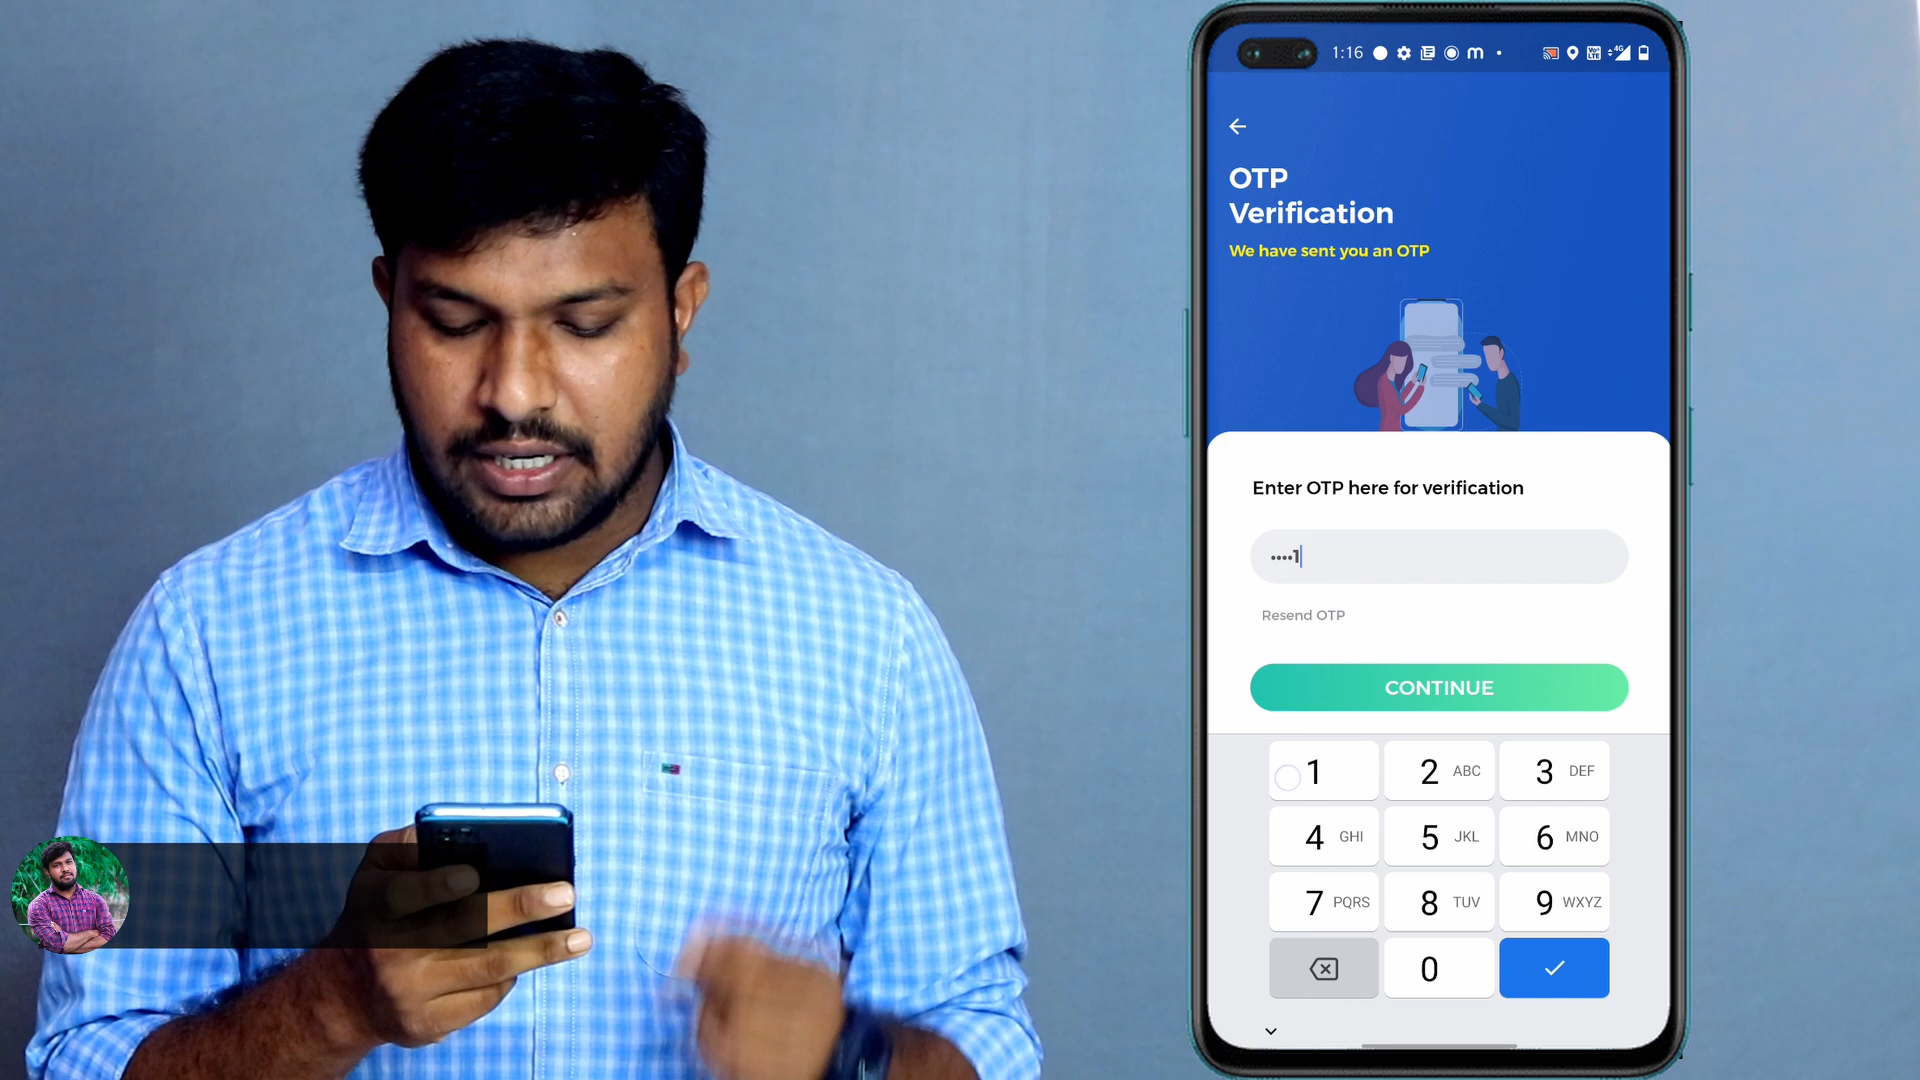 1:16
4G
OTP
Verification
We have sent you an OTP
Enter OTP here for verification
••••1
Resend OTP
CONTINUE
1
2 ABC
3 DEF
4 GHI
5 JKL
6 MNO
7 PQRS
8 TUV
9 WXYZ
0